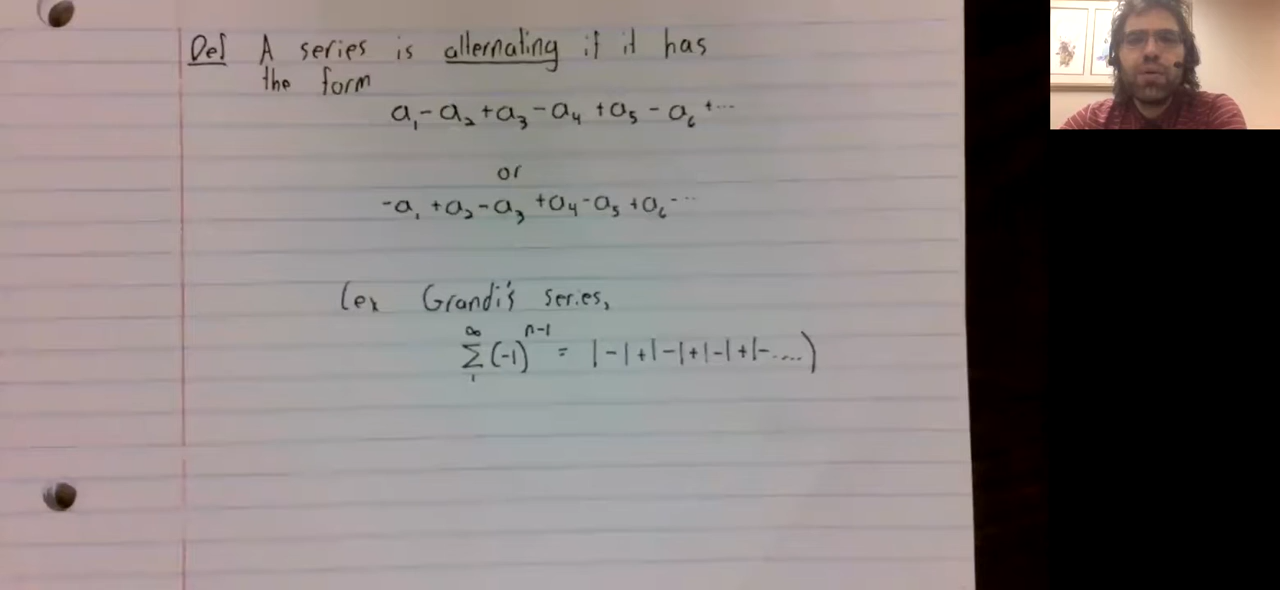 Def A series is alternating if it has
the form
a₁ - a₂ + a₃ - a₄ + a₅ - a₆ + ...
or
-a₁ + a₂ - a₃ + a₄ - a₅ + a₆ - ...
(ex Grandi's series,
∞
∑ (-1)ⁿ⁻¹ = 1 - 1 + 1 - 1 + 1 - 1 + 1 - ....)
1